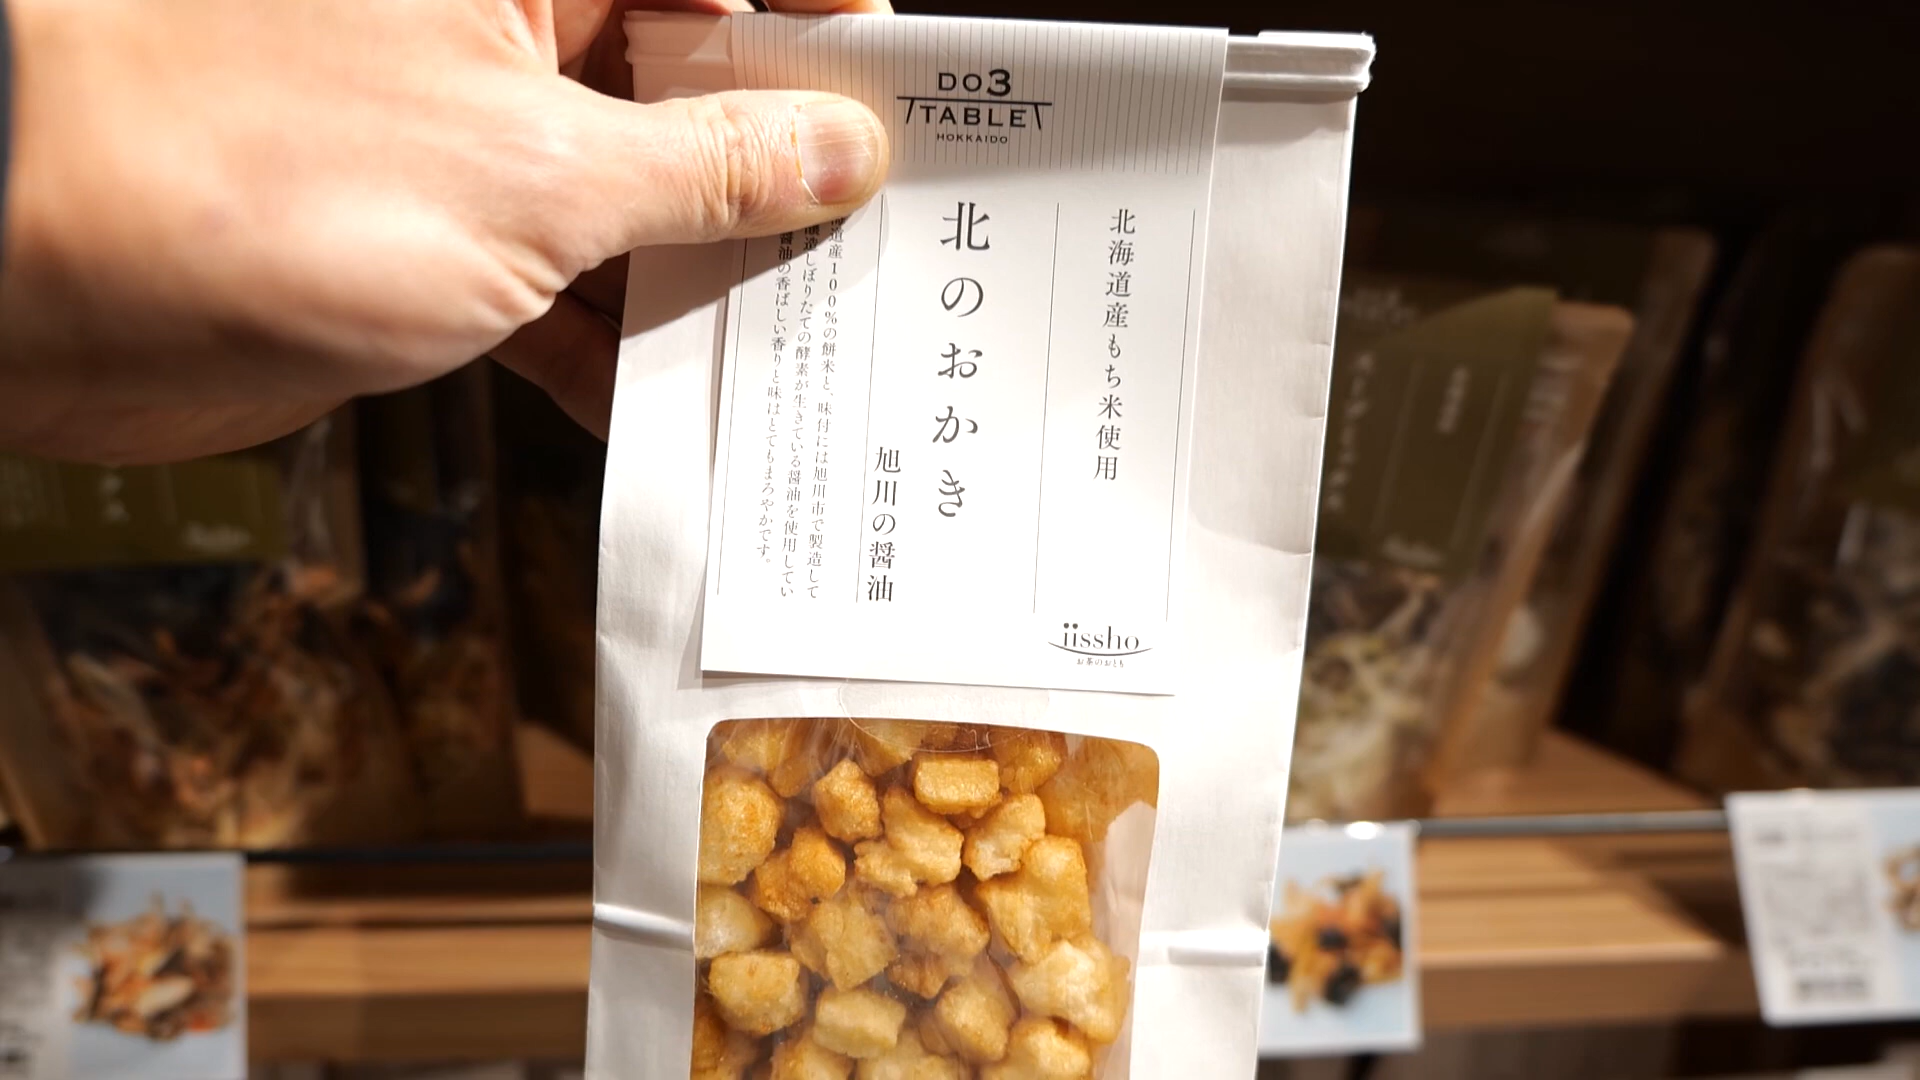 DO3
TABLE
HOKKAIDO
北海道産もち米使用
北のおかき
旭川の醤油
海道産100%の餅米と、味付には旭川市で製造して
醸造しぼりたての酵素が生きている醤油を使用してい
醤油の香ばしい香りと味はとてもまろやかです。
iissho
お茶のおとも